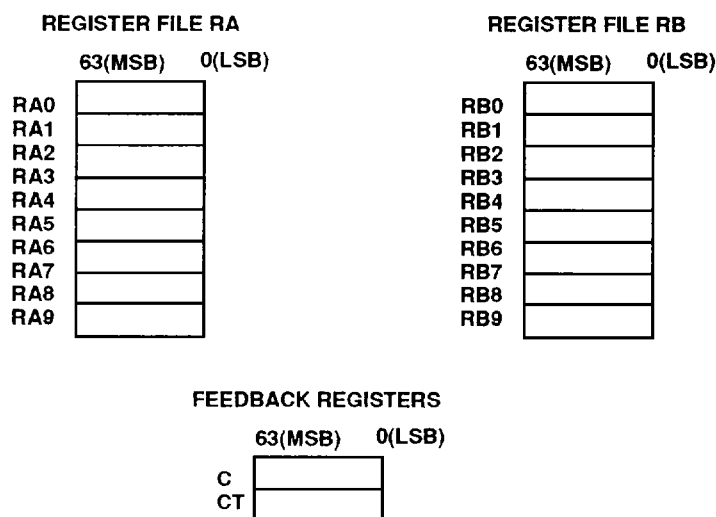 REGISTER FILE RA
63(MSB) 0(LSB)
RA0
RA1
RA2
RA3
RA4
RA5
RA6
RA7
RA8
RA9
REGISTER FILE RB
63(MSB) 0(LSB)
RB0
RB1
RB2
RB3
RB4
RB5
RB6
RB7
RB8
RB9
FEEDBACK REGISTERS
63(MSB) 0(LSB)
C
CT